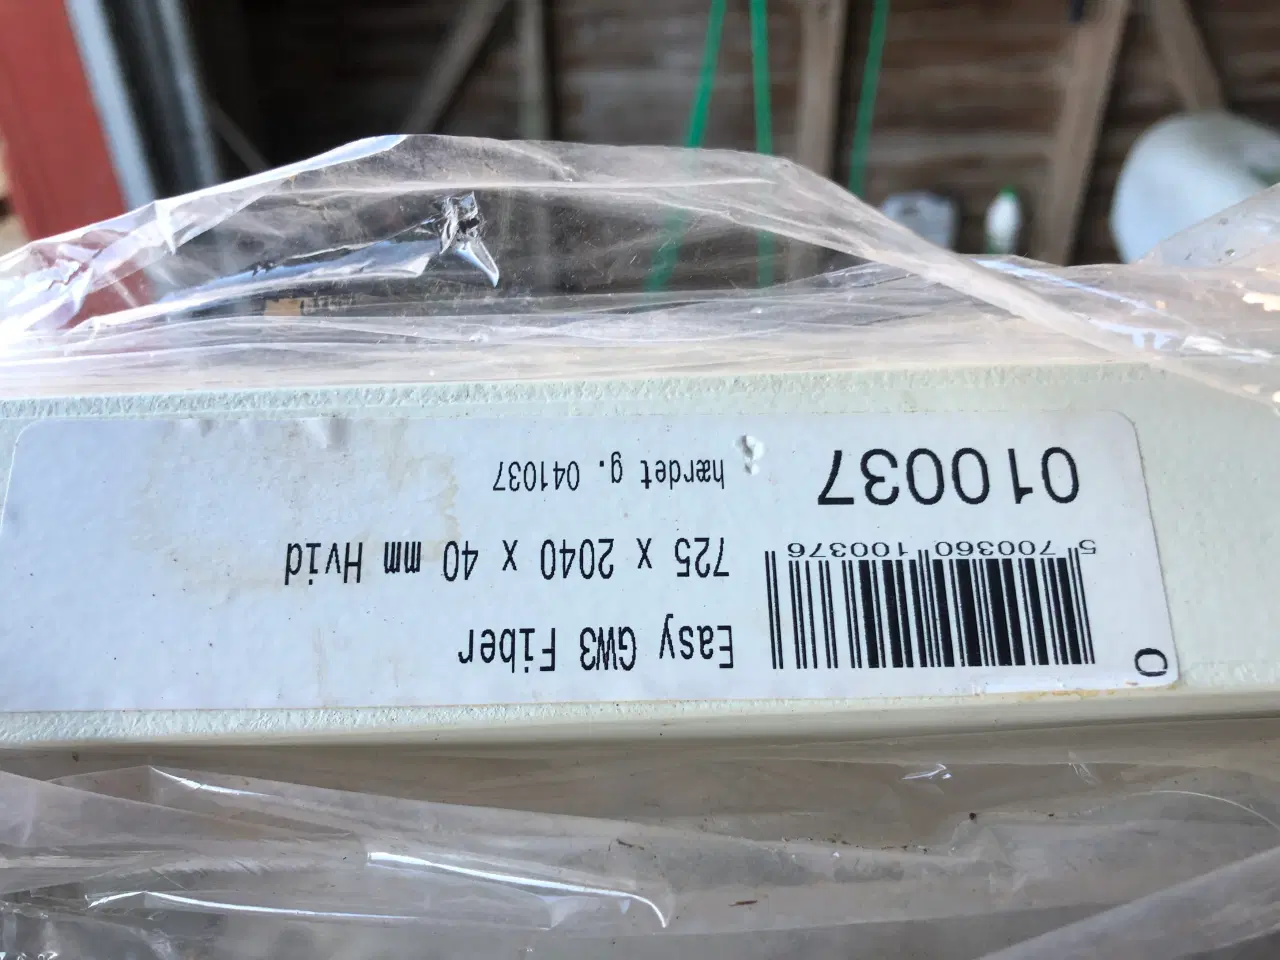 O
Easy GW3 Fiber
725 x 2040 x 40 mm Hvid
hærdet g. 041037
5 700360 100376
010037